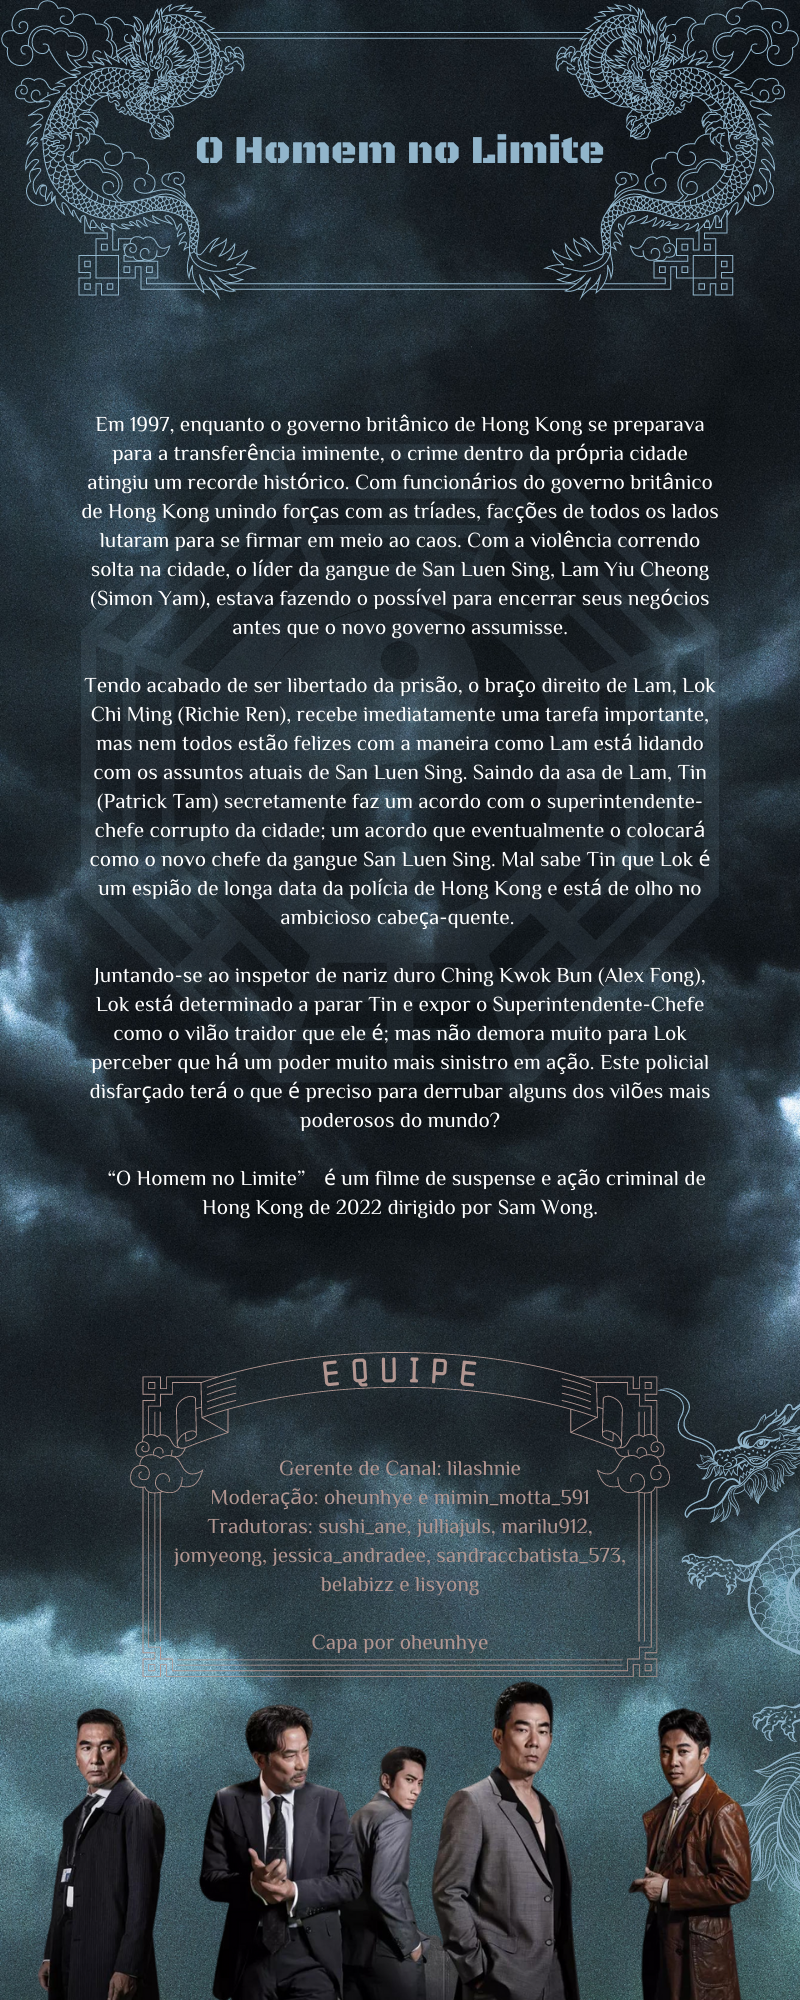 O Homem no Limite
Em 1997, enquanto o governo britânico de Hong Kong se preparava
para a transferência iminente, o crime dentro da própria cidade
atingiu um recorde histórico. Com funcionários do governo britânico
de Hong Kong unindo forças com as tríades, facções de todos os lados
lutaram para se firmar em meio ao caos. Com a violência correndo
solta na cidade, o líder da gangue de San Luen Sing, Lam Yiu Cheong
(Simon Yam), estava fazendo o possível para encerrar seus negócios
antes que o novo governo assumisse.
Tendo acabado de ser libertado da prisão, o braço direito de Lam, Lok
Chi Ming (Richie Ren), recebe imediatamente uma tarefa importante,
mas nem todos estão felizes com a maneira como Lam está lidando
com os assuntos atuais de San Luen Sing. Saindo da asa de Lam, Tin
(Patrick Tam) secretamente faz um acordo com o superintendente-
chefe corrupto da cidade; um acordo que eventualmente o colocará
como o novo chefe da gangue San Luen Sing. Mal sabe Tin que Lok é
um espião de longa data da polícia de Hong Kong e está de olho no
ambicioso cabeça-quente.
Juntando-se ao inspetor de nariz duro Ching Kwok Bun (Alex Fong),
Lok está determinado a parar Tin e expor o Superintendente-Chefe
como o vilão traidor que ele é; mas não demora muito para Lok
perceber que há um poder muito mais sinistro em ação. Este policial
disfarçado terá o que é preciso para derrubar alguns dos vilões mais
poderosos do mundo?
“O Homem no Limite” é um filme de suspense e ação criminal de
Hong Kong de 2022 dirigido por Sam Wong.
EQUIPE
Gerente de Canal: lilashnie
Moderação: oheunhye e mimin_motta_591
Tradutoras: sushi_ane, julliajuls, marilu912,
jomyeong, jessica_andradee, sandraccbatista_573,
belabizz e lisyong
Capa por oheunhye